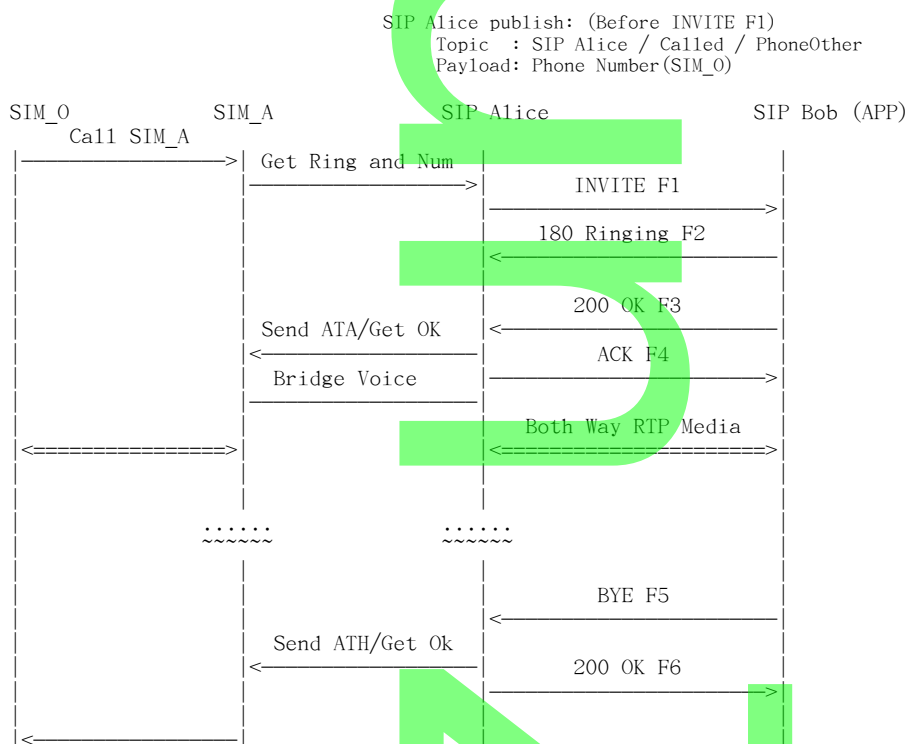 SIP Alice publish: (Before INVITE F1)
Topic : SIP Alice / Called / PhoneOther
Payload: Phone Number(SIM_O)
SIM_O SIM_A SIP Alice SIP Bob (APP)
Call SIM_A
Get Ring and Num
INVITE F1
180 Ringing F2
200 OK F3
Send ATA/Get OK
ACK F4
Bridge Voice
Both Way RTP Media
...... ......
~~~~~~ ~~~~~~
BYE F5
Send ATH/Get Ok
200 OK F6